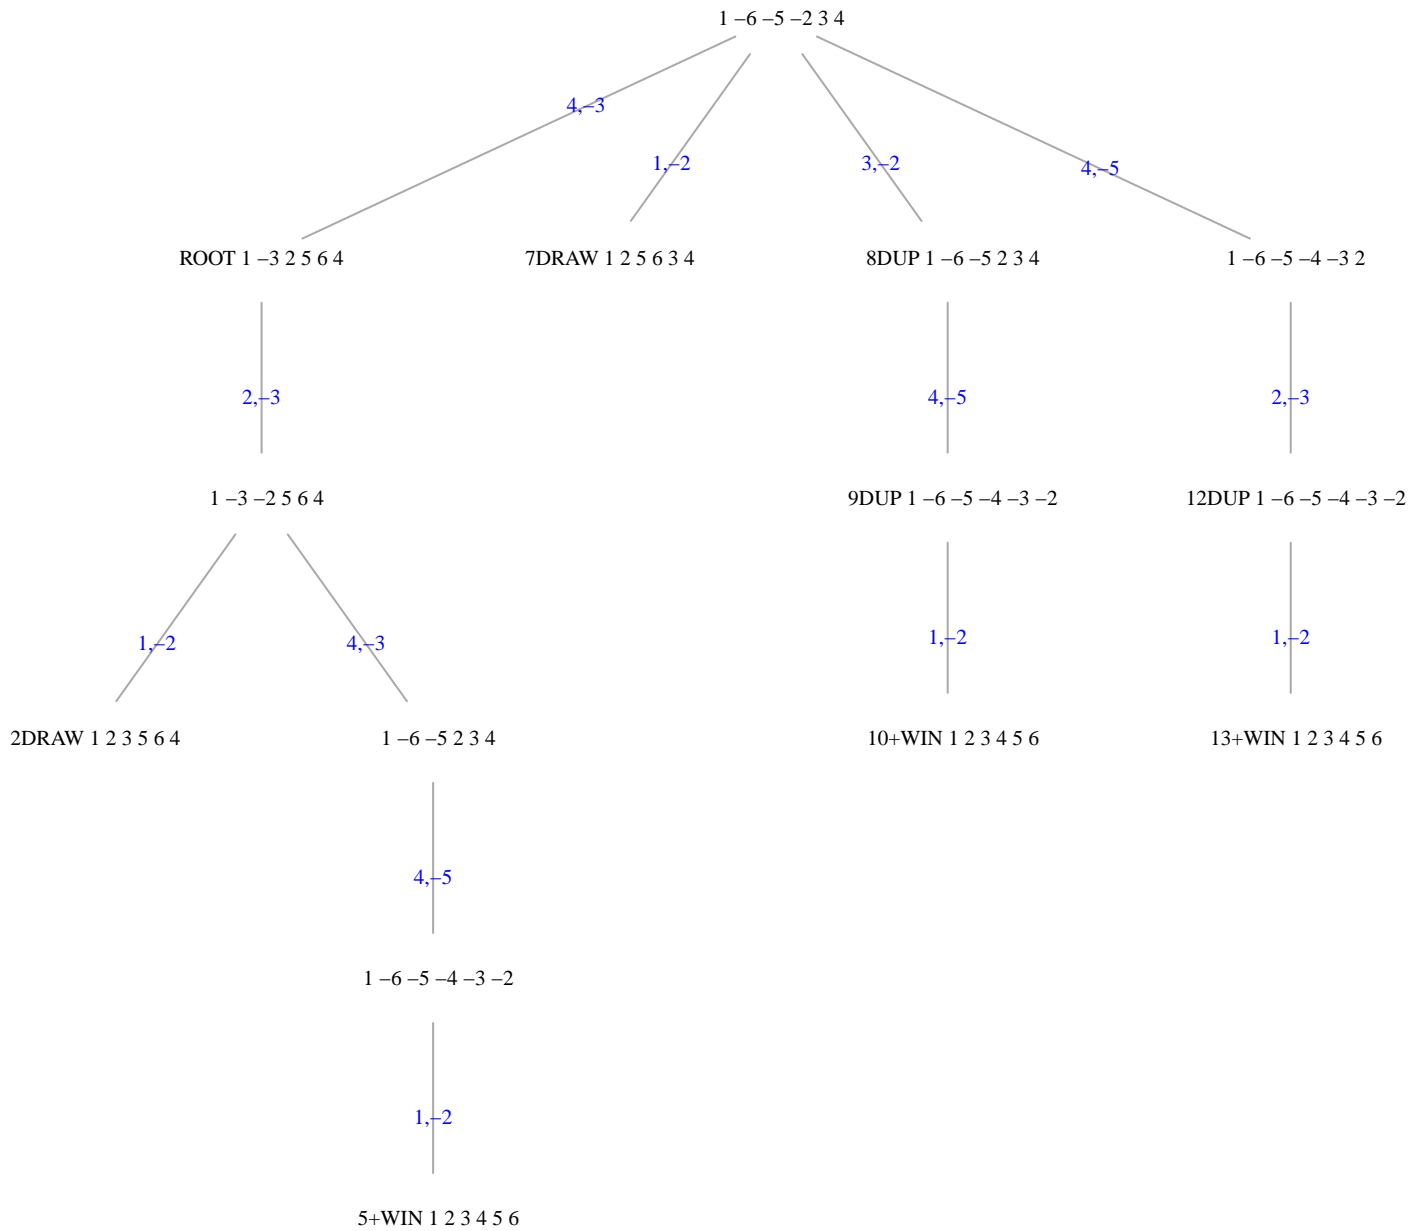 1 –6 –5 –2 3 4
4,–3
1,–2
3,–2
4,–5
ROOT 1 –3 2 5 6 4
7DRAW 1 2 5 6 3 4
8DUP 1 –6 –5 2 3 4
1 –6 –5 –4 –3 2
2,–3
4,–5
2,–3
1 –3 –2 5 6 4
9DUP 1 –6 –5 –4 –3 –2
12DUP 1 –6 –5 –4 –3 –2
1,–2
4,–3
1,–2
1,–2
2DRAW 1 2 3 5 6 4
1 –6 –5 2 3 4
10+WIN 1 2 3 4 5 6
13+WIN 1 2 3 4 5 6
4,–5
1 –6 –5 –4 –3 –2
1,–2
5+WIN 1 2 3 4 5 6